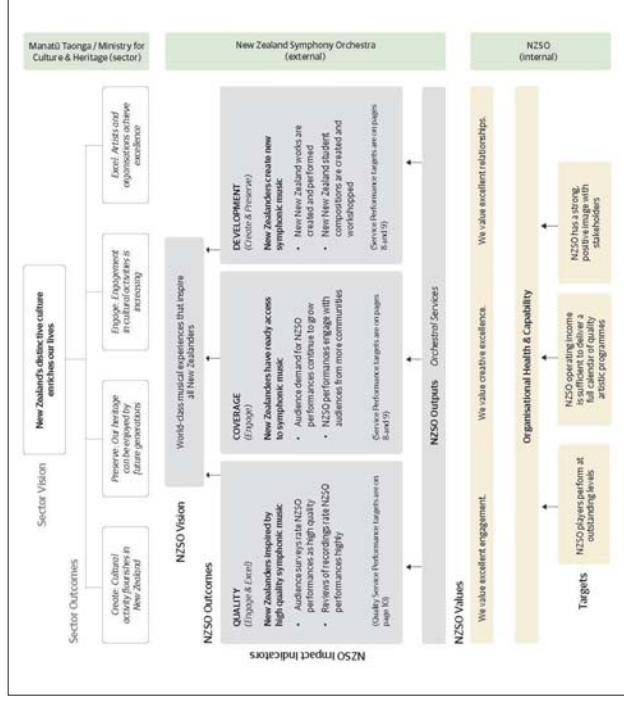 Manatū Taonga / Ministry for
Culture & Heritage (sector)
New Zealand Symphony Orchestra
(external)
NZSO
(internal)
Sector Vision
New Zealand's distinctive culture
enriches our lives
Sector Outcomes
Create: Cultural
activity flourishes in
New Zealand
Preserve: Our heritage
can be enjoyed by
future generations
Engage: Engagement
in cultural activities is
increasing
Excel: Artists and
organisations achieve
excellence
NZSO Vision
World-class musical experiences that inspire
all New Zealanders
NZSO Outcomes
NZSO Impact Indicators
QUALITY
(Engage & Excel)
New Zealanders inspired by
high quality symphonic music
• Audience surveys rate NZSO
performances as high quality
• Reviews of recordings rate NZSO
performances highly
(Quality Service Performance targets are on
page 10)
COVERAGE
(Engage)
New Zealanders have ready access
to symphonic music
• Audience demand for NZSO
performances continue to grow
• NZSO performances engage with
audiences from more communities
(Service Performance targets are on pages
8 and 9)
DEVELOPMENT
(Create & Preserve)
New Zealanders create new
symphonic music
• New New Zealand works are
created and performed
• New New Zealand student
compositions are created and
workshopped
(Service Performance targets are on pages
8 and 9)
NZSO Outputs Orchestral Services
NZSO Values
We value excellent engagement.
We value creative excellence.
We value excellent relationships.
Organisational Health & Capability
Targets
NZSO players perform at
outstanding levels
NZSO operating income
is sufficient to deliver a
full calendar of quality
artistic programmes
NZSO has a strong,
positive image with
stakeholders